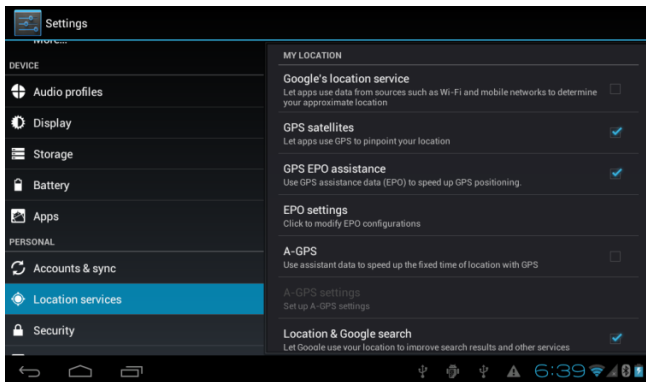 Settings
More...
DEVICE
Audio profiles
Display
Storage
Battery
Apps
PERSONAL
Accounts & sync
Location services
Security
MY LOCATION
Google's location service
Let apps use data from sources such as Wi-Fi and mobile networks to determine
your approximate location
GPS satellites
Let apps use GPS to pinpoint your location
GPS EPO assistance
Use GPS assistance data (EPO) to speed up GPS positioning.
EPO settings
Click to modify EPO configurations
A-GPS
Use assistant data to speed up the fixed time of location with GPS
A-GPS settings
Set up A-GPS settings
Location & Google search
Let Google use your location to improve search results and other services
6:39